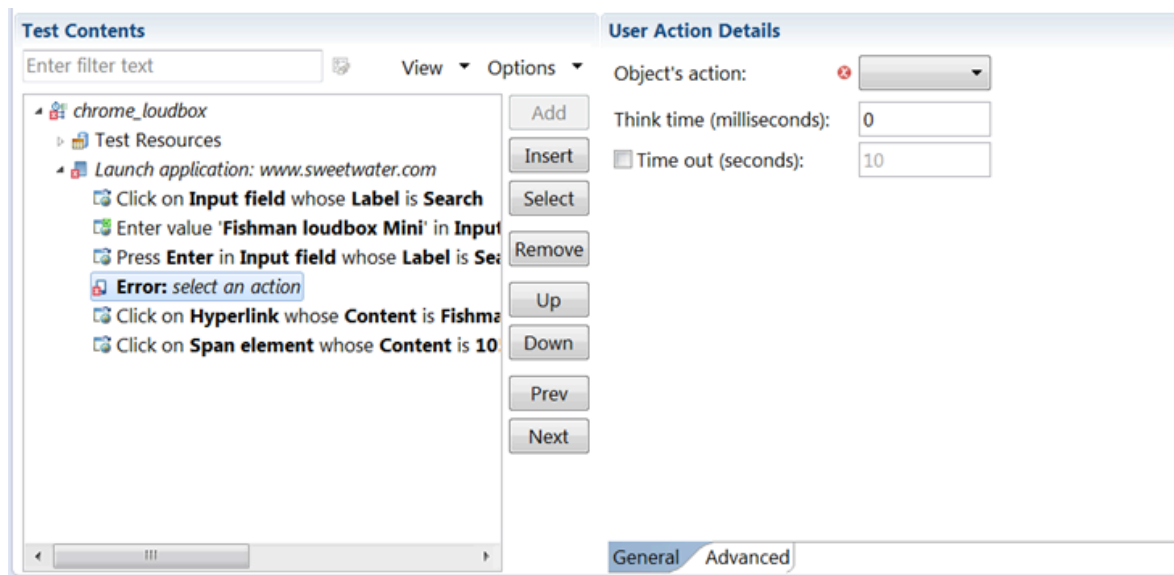 Test Contents
Enter filter text
View
Options
chrome_loudbox
Test Resources
Launch application: www.sweetwater.com
Click on Input field whose Label is Search
Enter value 'Fishman loudbox Mini' in Input
Press Enter in Input field whose Label is Sea
Error: select an action
Click on Hyperlink whose Content is Fishma
Click on Span element whose Content is 10
Add
Insert
Select
Remove
Up
Down
Prev
Next
User Action Details
Object's action:
Think time (milliseconds): 0
Time out (seconds): 10
General
Advanced